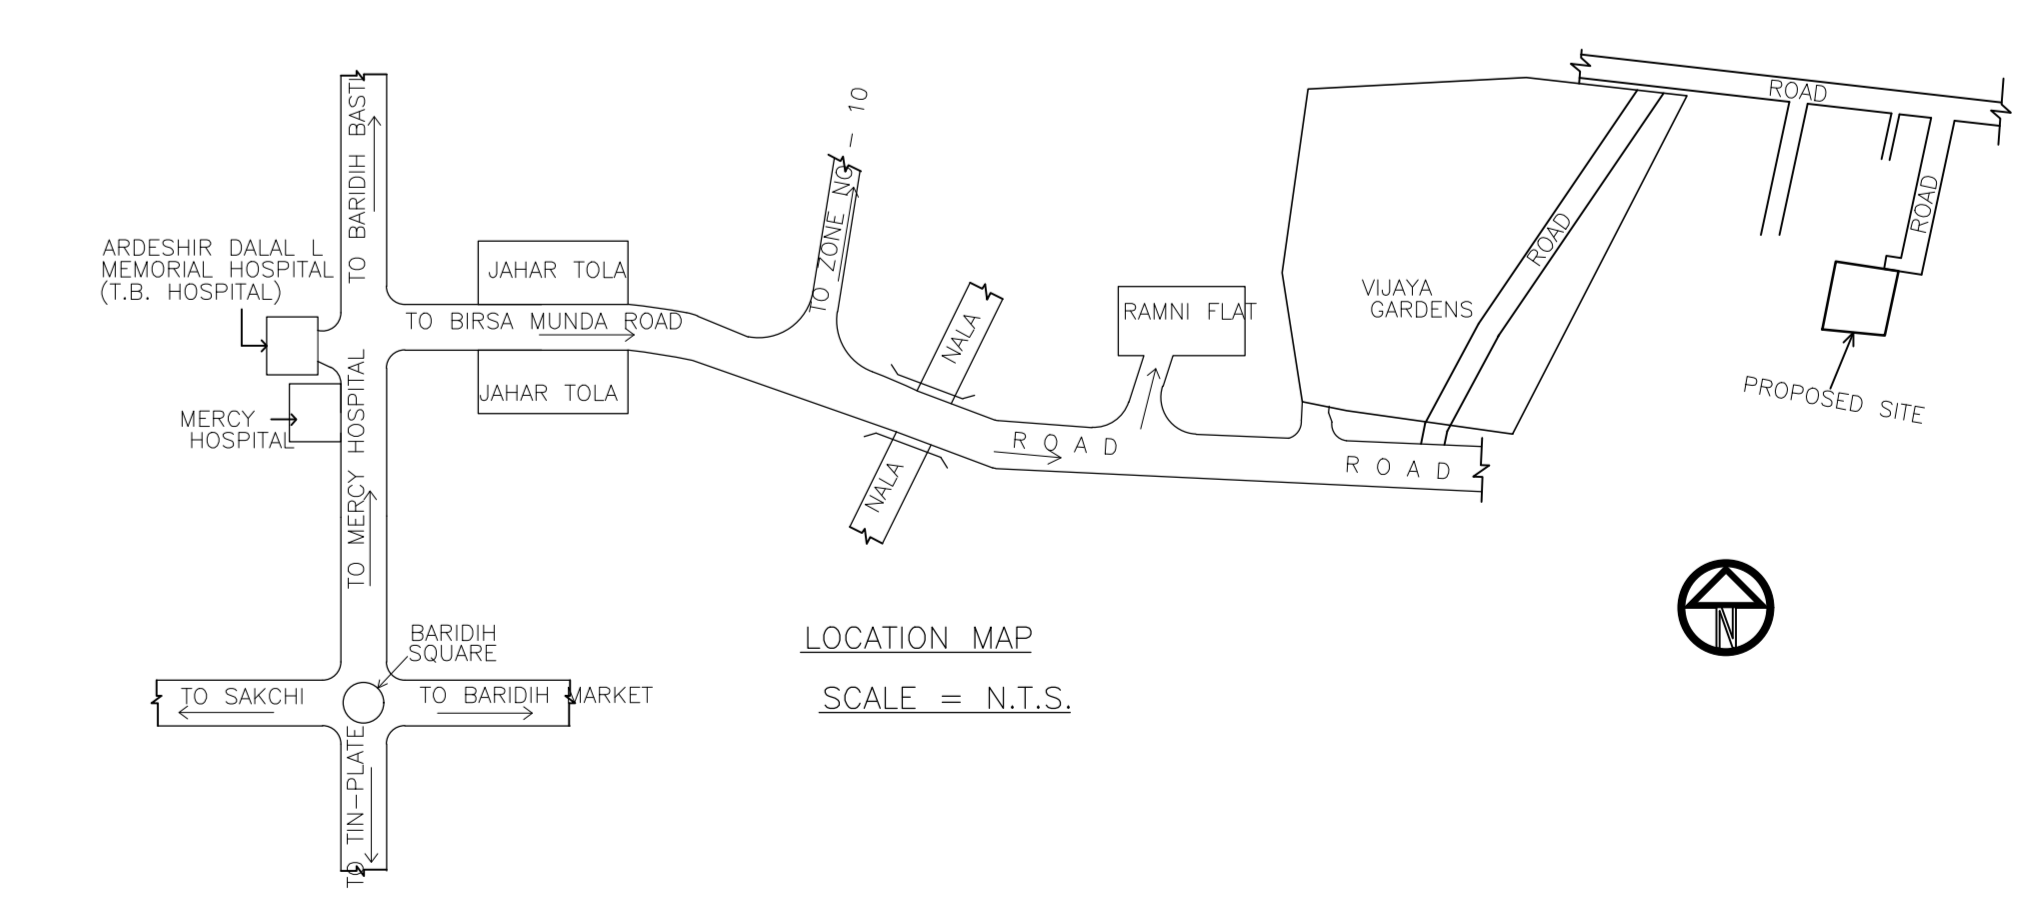 TO BARIDIH BASTI
ARDESHIR DALAL L
MEMORIAL HOSPITAL
(T.B. HOSPITAL)
MERCY
HOSPITAL
TO MERCY HOSPITAL
JAHAR TOLA
TO BIRSA MUNDA ROAD
JAHAR TOLA
TO ZONE NO - 10
NALA
NALA
RAMNI FLAT
R O A D
R O A D
VIJAYA
GARDENS
ROAD
ROAD
ROAD
PROPOSED SITE
N
BARIDIH
SQUARE
TO SAKCHI
TO BARIDIH MARKET
TO TIN-PLATE
LOCATION MAP
SCALE = N.T.S.